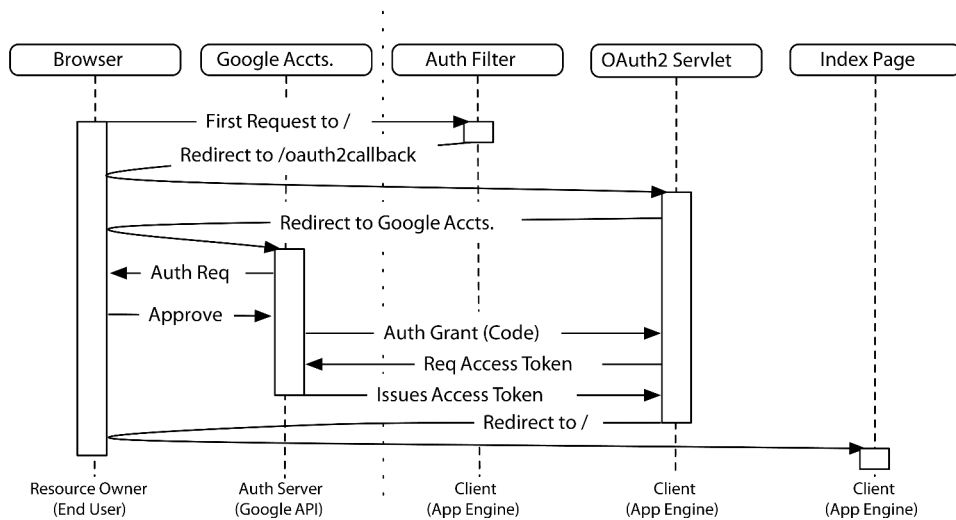 Browser
Google Accts.
Auth Filter
OAuth2 Servlet
Index Page
First Request to /
Redirect to /oauth2callback
Redirect to Google Accts.
Auth Req
Approve
Auth Grant (Code)
Req Access Token
Issues Access Token
Redirect to /
Resource Owner
(End User)
Auth Server
(Google API)
Client
(App Engine)
Client
(App Engine)
Client
(App Engine)